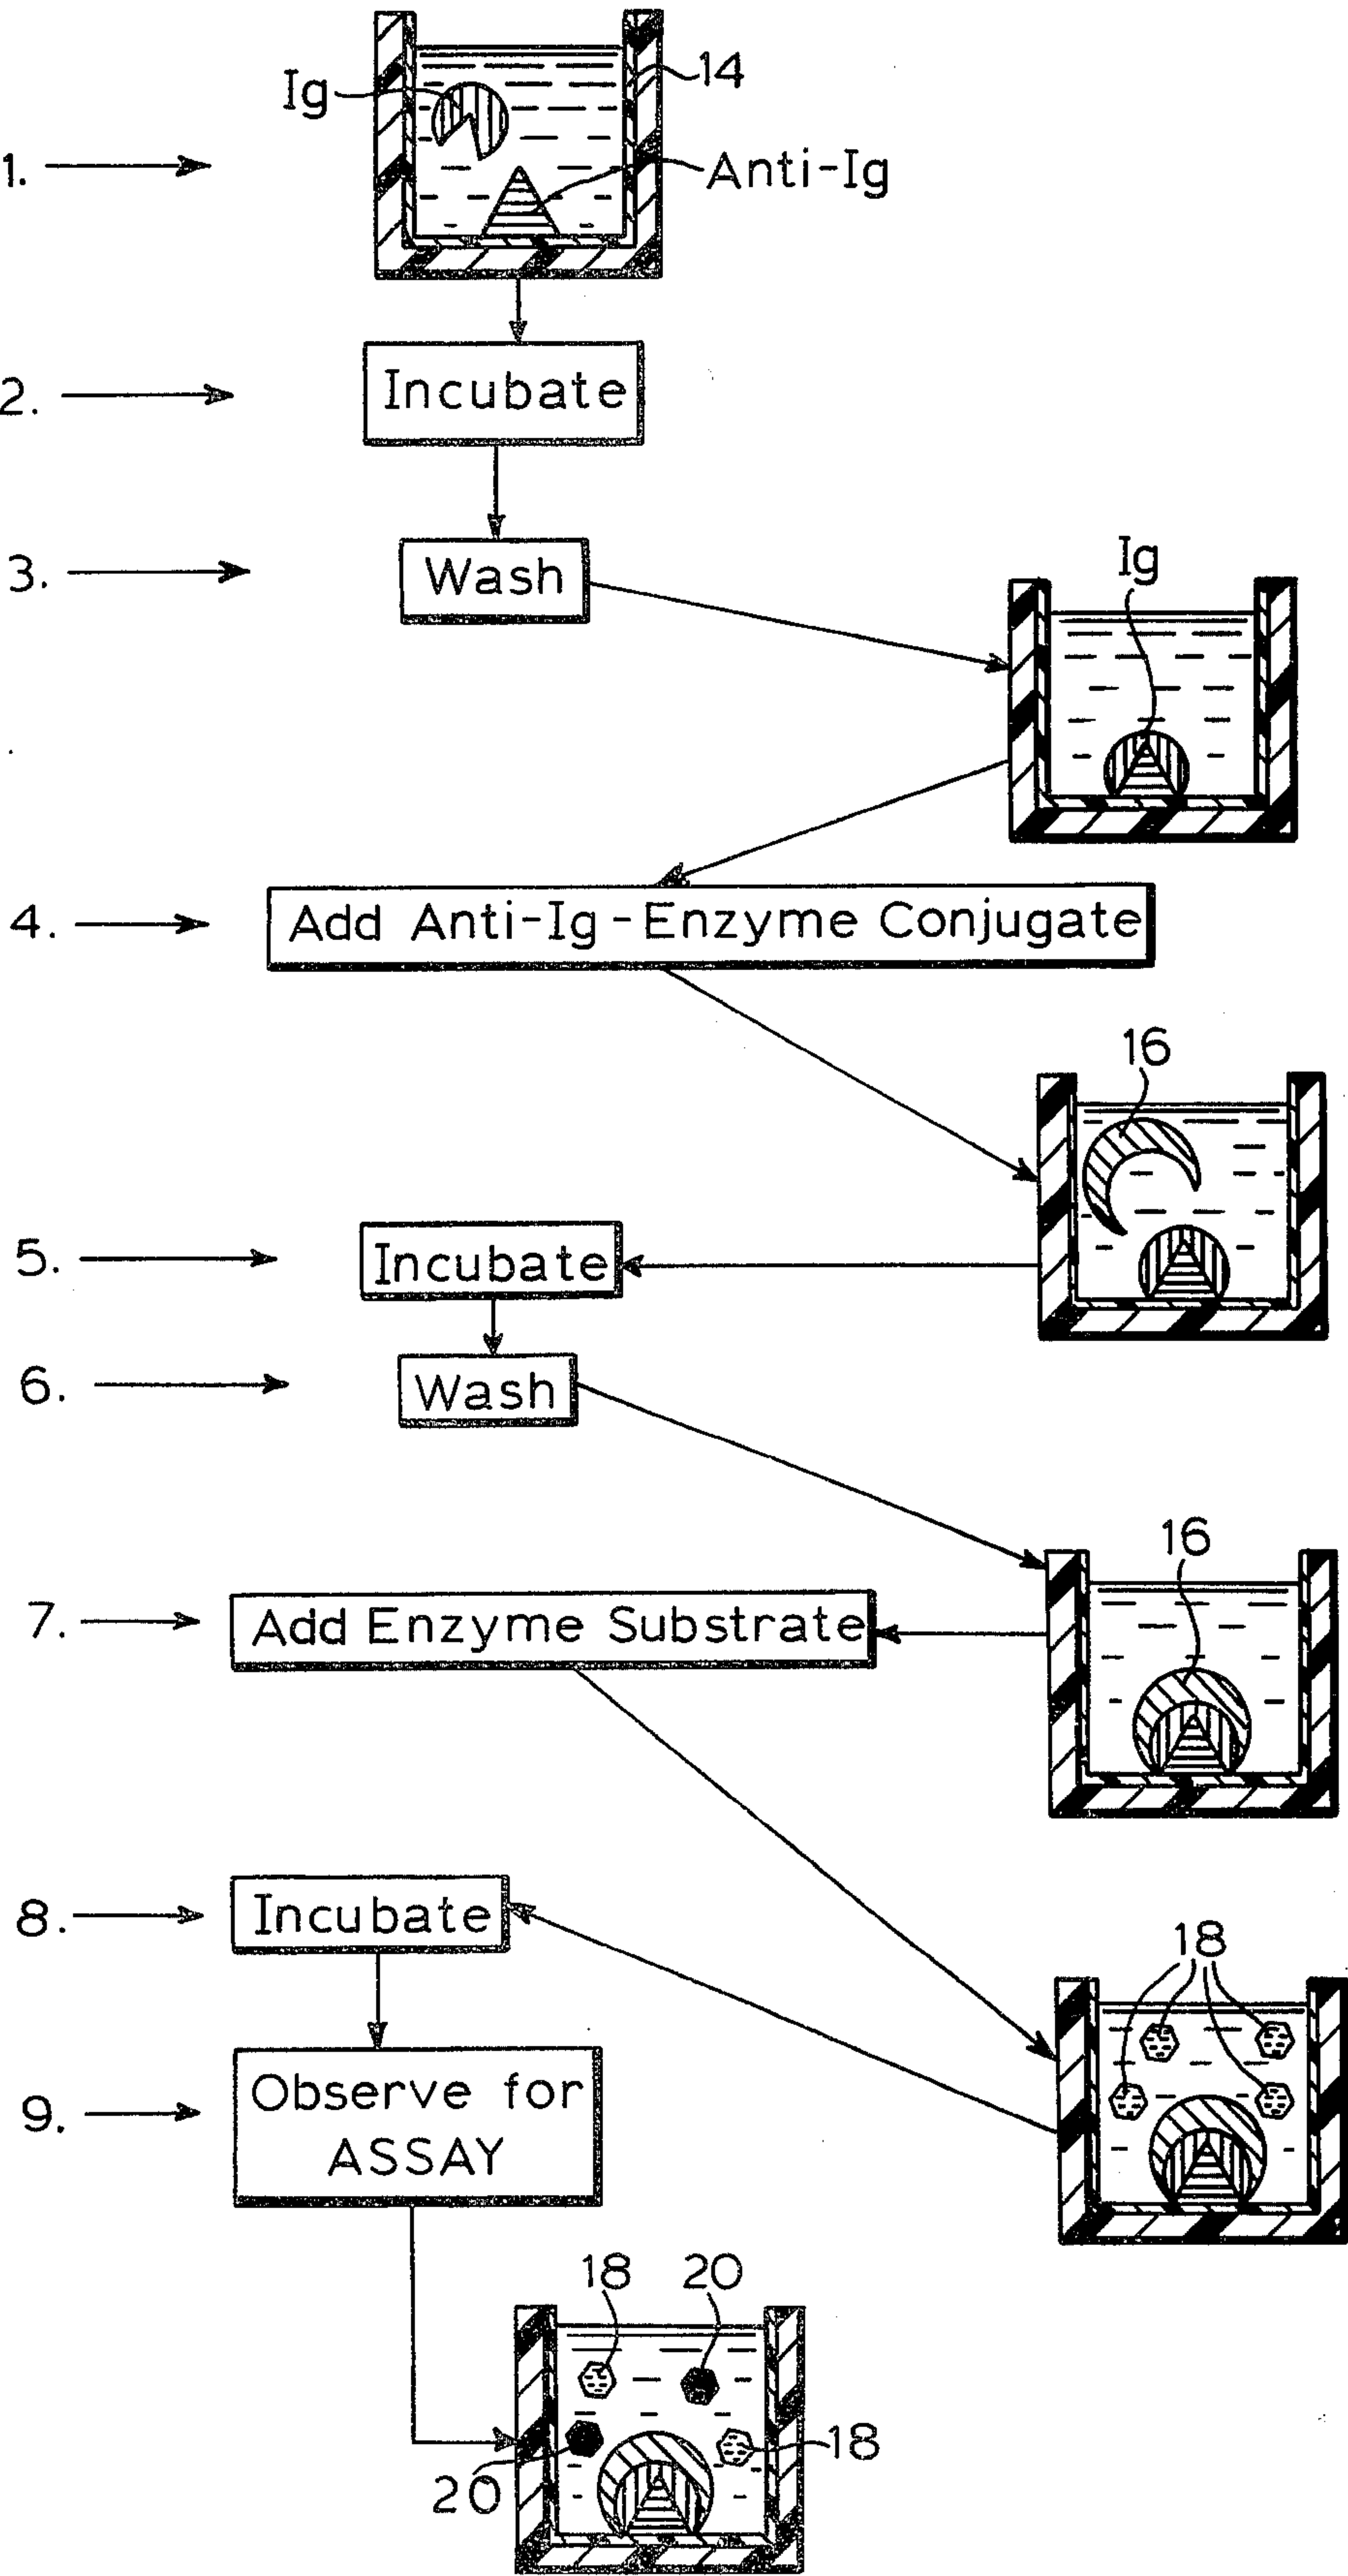 Ig
14
1.
Anti-Ig
2.
Incubate
3.
Wash
Ig
4.
Add Anti-Ig-Enzyme Conjugate
16
5.
Incubate
6.
Wash
16
7.
Add Enzyme Substrate
8.
Incubate
18
9.
Observe for
ASSAY
18
20
18
20